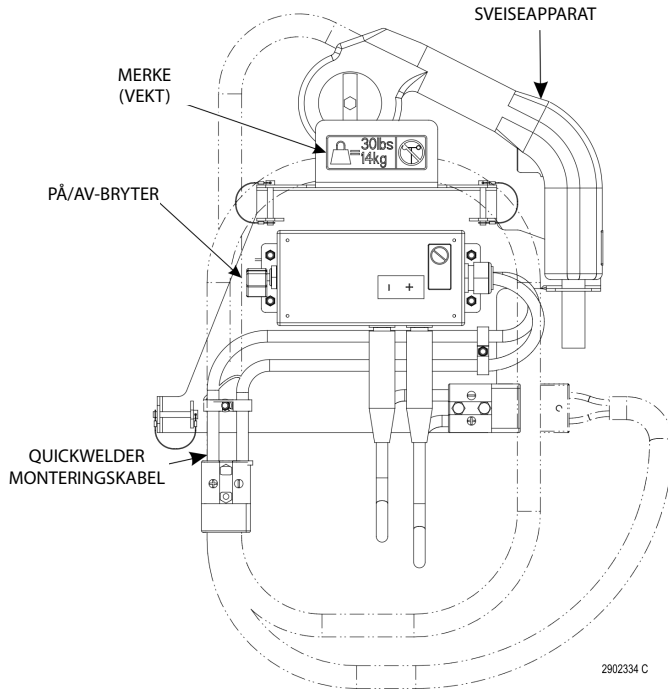 SVEISEAPPARAT
MERKE
(VEKT)
= 30lbs
14kg
PÅ/AV-BRYTER
- +
QUICKWELDER
MONTERINGSKABEL
2902334 C